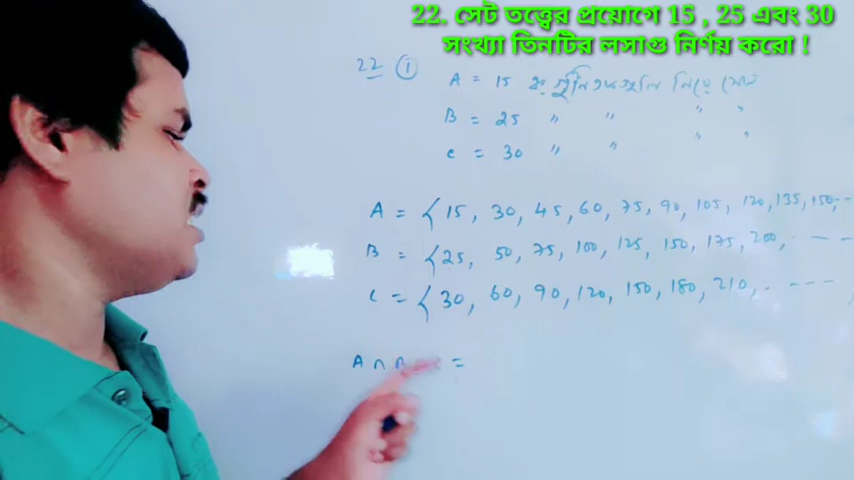 22. সেট তত্ত্বের প্রয়োগে 15 , 25 এবং 30
সংখ্যা তিনটির লসাগু নির্ণয় করো !
22 ① A = 15 এর গুনিতকগুলি নিয়ে সেট
B = 25 " " " "
C = 30 " " " "
A = { 15, 30, 45, 60, 75, 90, 105, 120, 135, 150, --
B = { 25, 50, 75, 100, 125, 150, 175, 200, - --
C = { 30, 60, 90, 120, 150, 180, 210, - - - -
A ∩ B =